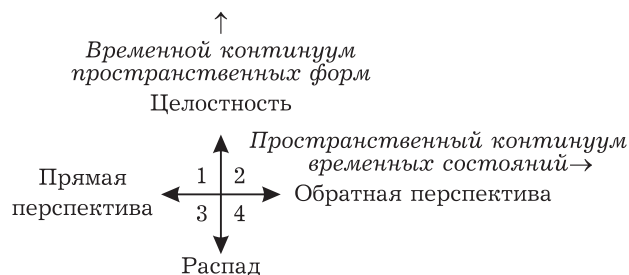 ↑
Временной континуум
пространственных форм
Целостность
Пространственный континуум
временных состояний→
Прямая
перспектива
1 2
3 4
Обратная перспектива
Распад